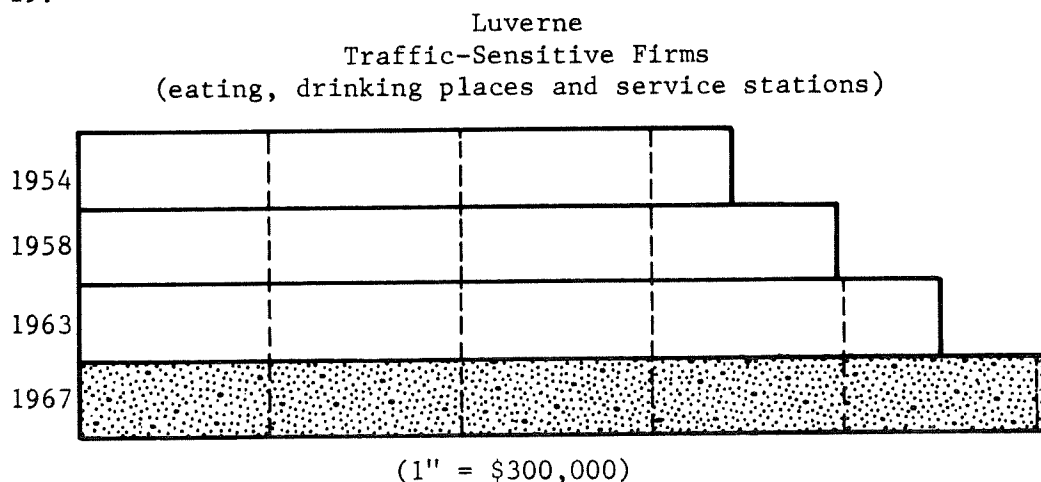 Luverne
Traffic-Sensitive Firms
(eating, drinking places and service stations)
1954
1958
1963
1967
(1" = $300,000)